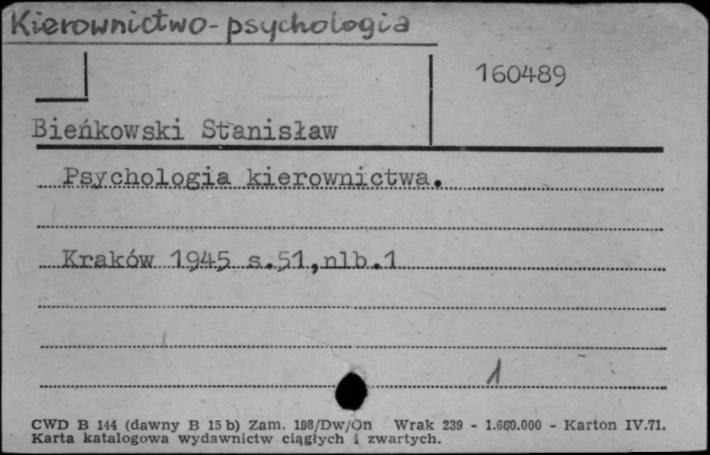 Kierownictwo-psychologia
160489
Bieńkowski Stanisław
Psychologia kierownictwa.
Kraków 1945 s.51,nlb.1
1
CWD B 144 (dawny B 15 b) Zam. 198/Dw/On Wrak 239 - 1.660.000 - Karton IV.71.
Karta katalogowa wydawnictw ciągłych i zwartych.